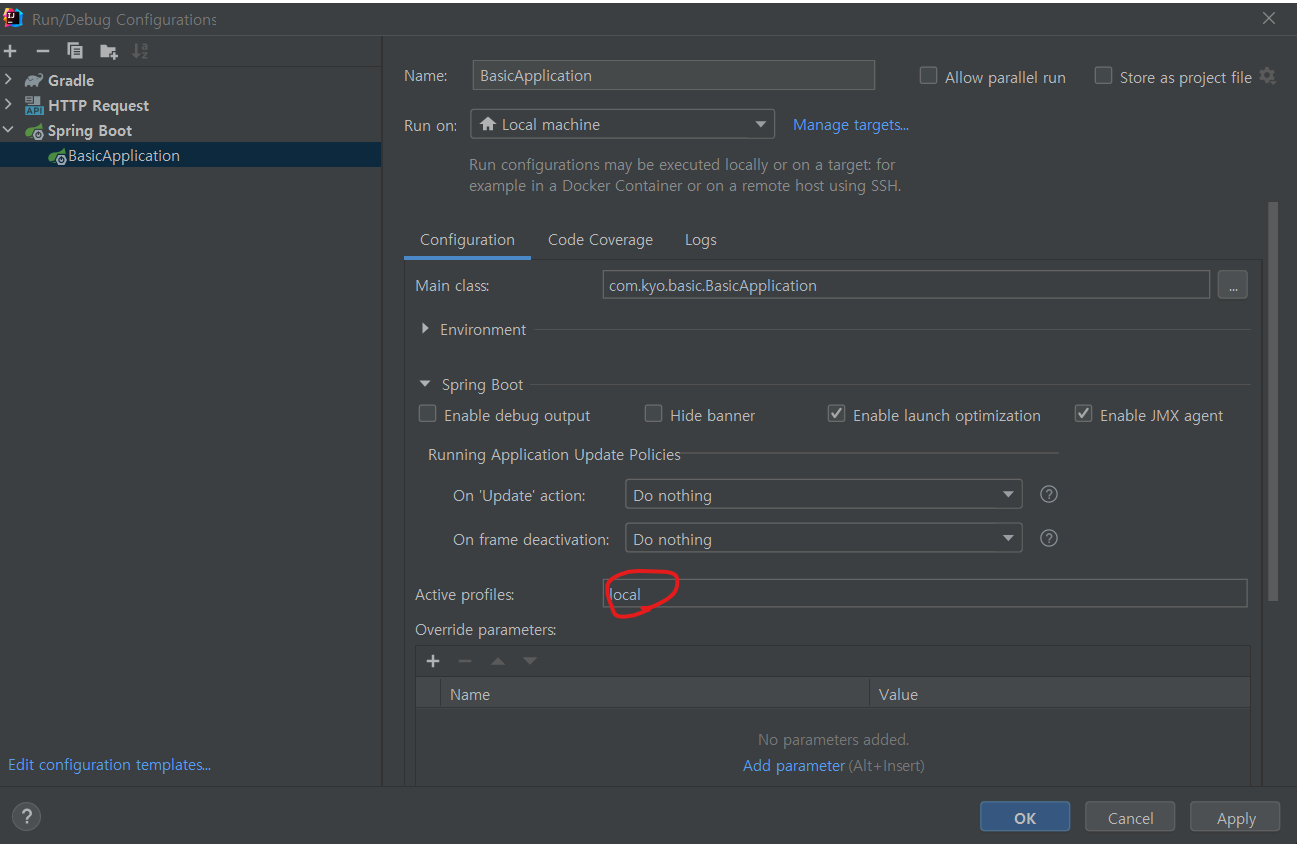 Run/Debug Configurations
Gradle
HTTP Request
Spring Boot
BasicApplication
Edit configuration templates...
Name: BasicApplication Allow parallel run Store as project file
Run on: Local machine Manage targets...
Run configurations may be executed locally or on a target: for
example in a Docker Container or on a remote host using SSH.
Configuration Code Coverage Logs
Main class: com.kyo.basic.BasicApplication ...
Environment
Spring Boot
Enable debug output Hide banner Enable launch optimization Enable JMX agent
Running Application Update Policies
On 'Update' action: Do nothing ?
On frame deactivation: Do nothing ?
Active profiles: local
Override parameters:
Name Value
No parameters added.
Add parameter (Alt+Insert)
? OK Cancel Apply